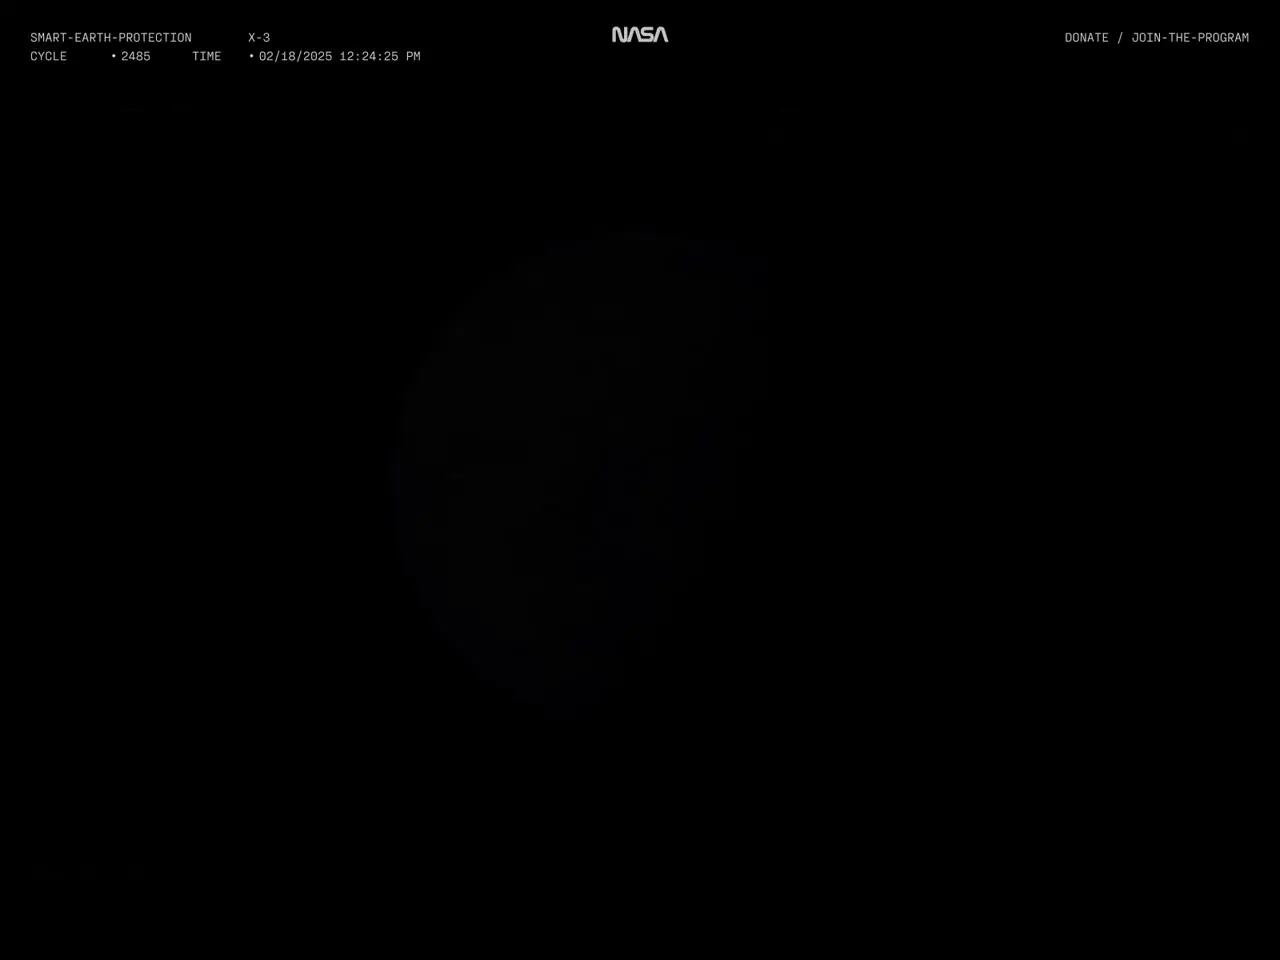 SMART-EARTH-PROTECTION X-3
CYCLE • 2485 TIME • 02/18/2025 12:24:25 PM
NASA
DONATE / JOIN-THE-PROGRAM